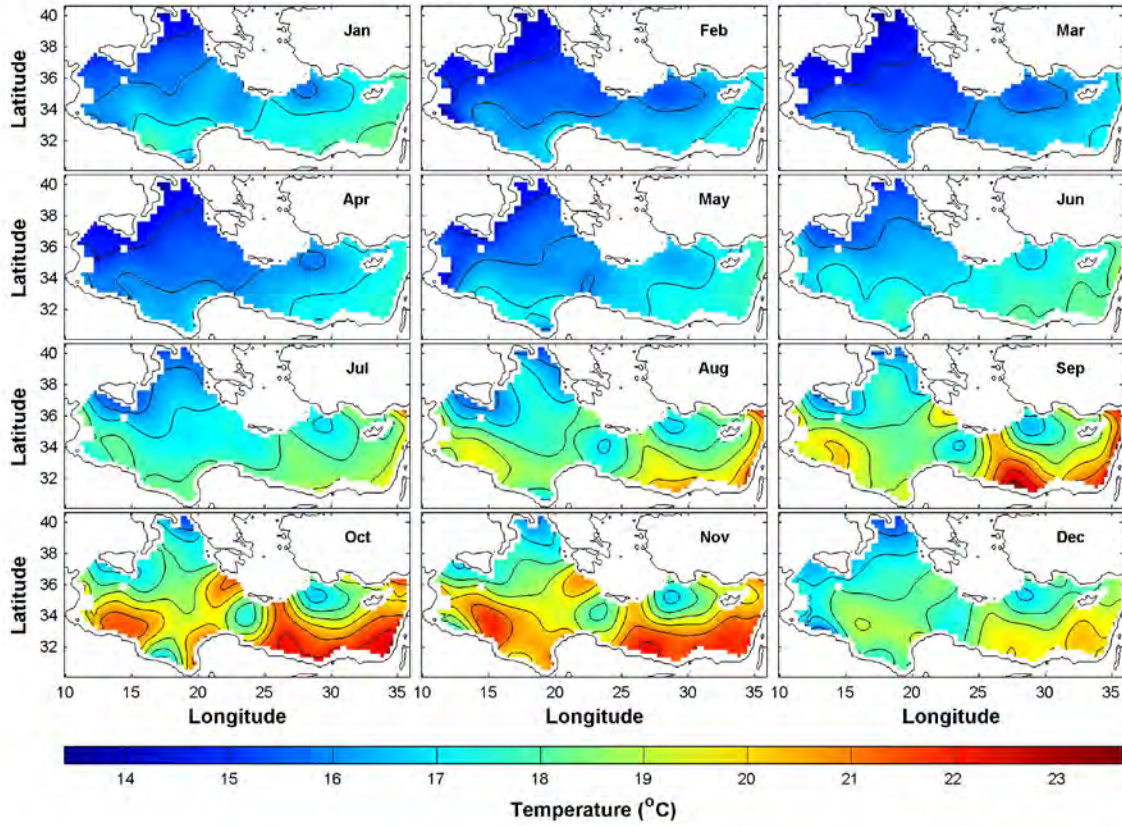 Jan
Feb
Mar
Latitude
40
38
36
34
32
Apr
May
Jun
Latitude
40
38
36
34
32
Jul
Aug
Sep
Latitude
40
38
36
34
32
Oct
Nov
Dec
Latitude
40
38
36
34
32
10 15 20 25 30 35 10 15 20 25 30 35 10 15 20 25 30 35
Longitude Longitude Longitude
14 15 16 17 18 19 20 21 22 23
Temperature (°C)